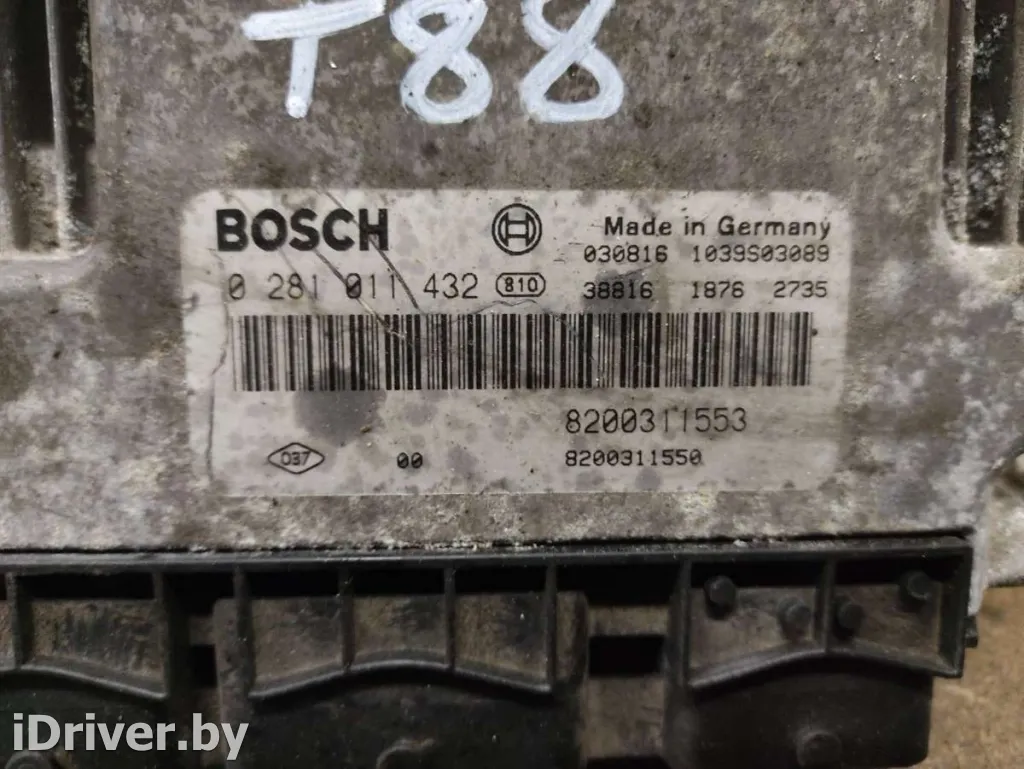 T88
BOSCH
Made in Germany
030816 1039S03089
0 281 011 432 810
38816 1876 2735
8200311553
037 00 8200311550
iDriver.by